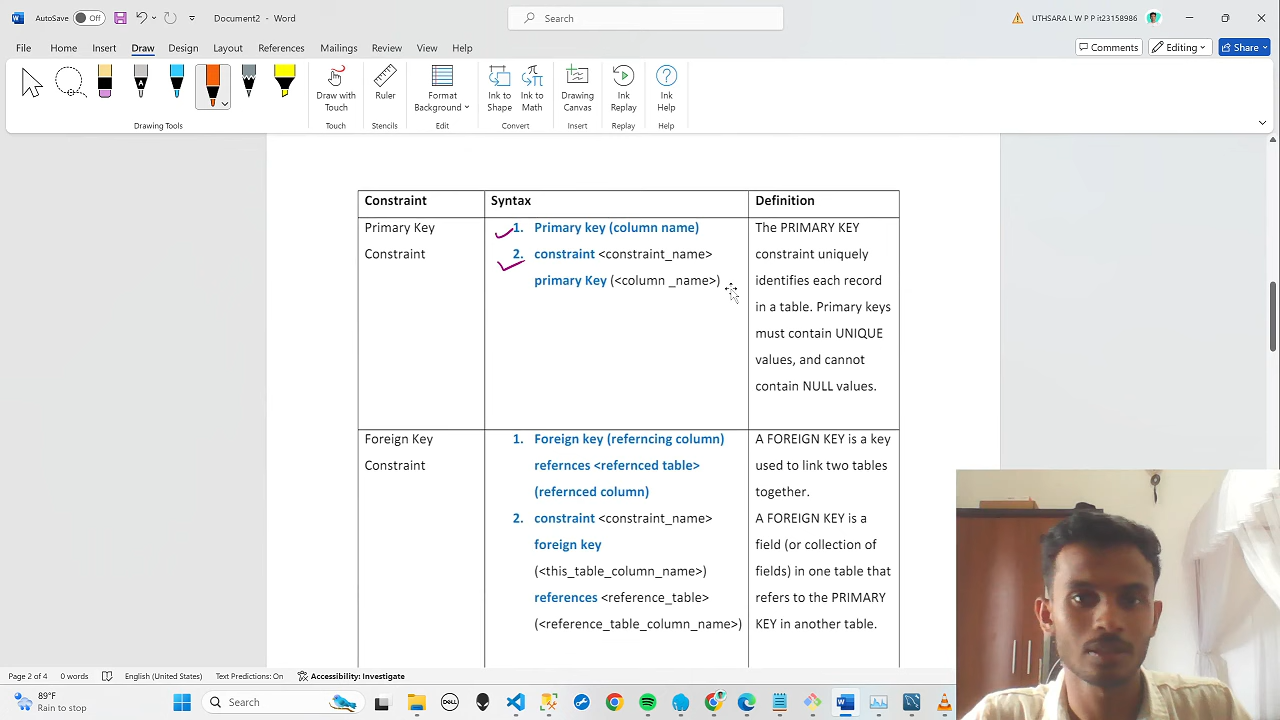 AutoSave Off Document2 - Word Search UTHSARA L W P P it23158986
File Home Insert Draw Design Layout References Mailings Review View Help Comments Editing Share
Draw with Touch Ruler Format Background Ink to Shape Ink to Math Drawing Canvas Ink Replay Ink Help
Drawing Tools Touch Stencils Edit Convert Insert Replay Help
Constraint Syntax Definition
Primary Key
Constraint
1. Primary key (column name)
2. constraint <constraint_name>
primary Key (<column _name>)
The PRIMARY KEY
constraint uniquely
identifies each record
in a table. Primary keys
must contain UNIQUE
values, and cannot
contain NULL values.
Foreign Key
Constraint
1. Foreign key (referncing column)
refernces <refernced table>
(refernced column)
2. constraint <constraint_name>
foreign key
(<this_table_column_name>)
references <reference_table>
(<reference_table_column_name>)
A FOREIGN KEY is a key
used to link two tables
together.
A FOREIGN KEY is a
field (or collection of
fields) in one table that
refers to the PRIMARY
KEY in another table.
Page 2 of 4 0 words English (United States) Text Predictions: On Accessibility: Investigate
89°F
Rain to stop
Search
DELL